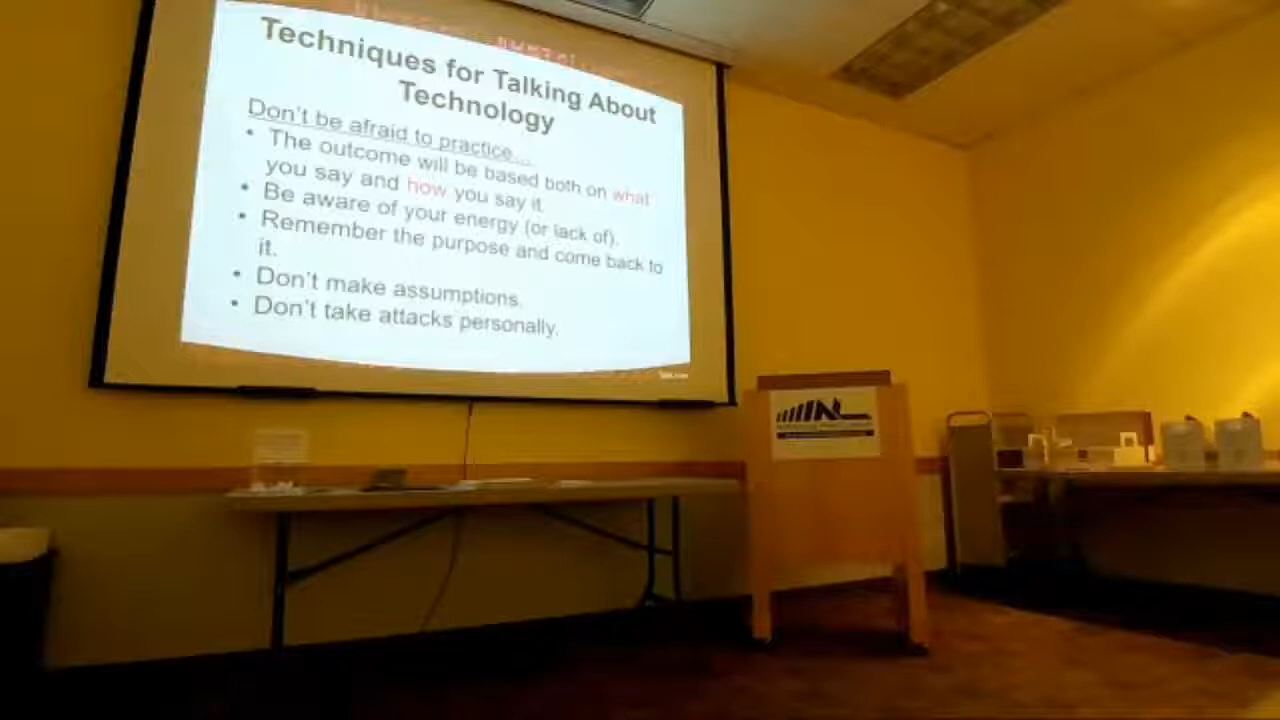 Techniques for Talking About
Technology
Don't be afraid to practice...
• The outcome will be based both on what
you say and how you say it.
• Be aware of your energy (or lack of).
• Remember the purpose and come back to
it.
• Don't make assumptions.
• Don't take attacks personally.